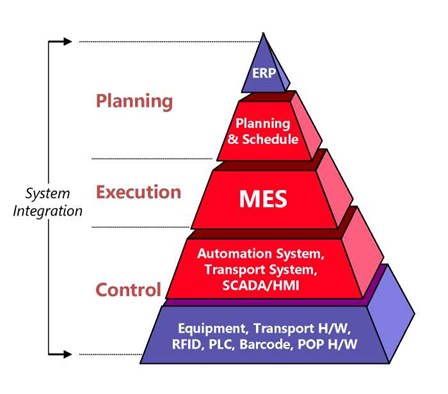 ERP
Planning
Planning
& Schedule
System
Integration
Execution
MES
Control
Automation System,
Transport System,
SCADA/HMI
Equipment, Transport H/W,
RFID, PLC, Barcode, POP H/W